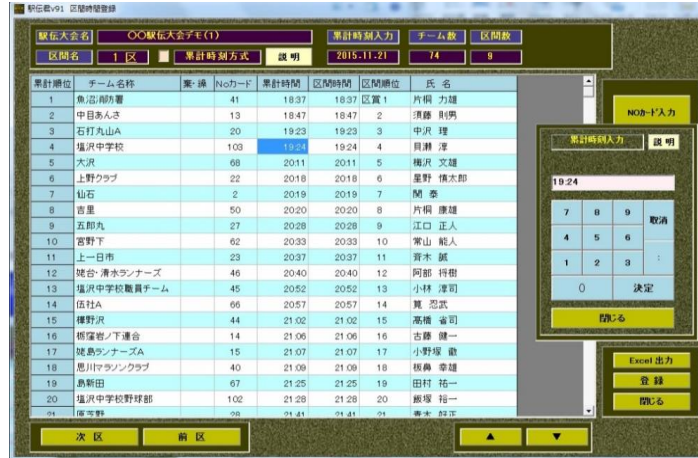 駅伝君v91 区間時間登録
駅伝大会名 〇〇駅伝大会デモ(1) 累計時刻入力 チーム数 区間数
区間名 1 区 累計時刻方式 説 明 2015.11.21 74 9
累計順位 チーム名称 棄・繰 Noカード 累計時間 区間時間 区間順位 氏 名
1 魚沼消防署 41 18:37 18:37 区賞1 片桐 力雄
2 中目あんさ 13 18:47 18:47 2 須藤 則男
3 石打丸山A 20 19:23 19:23 3 中沢 理
4 塩沢中学校 103 19:24 19:24 4 貝瀬 淳
5 大沢 68 20:11 20:11 5 梅沢 文雄
6 上野クラブ 22 20:18 20:18 6 星野 慎太郎
7 仙石 2 20:19 20:19 7 関 泰
8 吉里 50 20:20 20:20 8 片桐 康雄
9 五郎丸 27 20:28 20:28 9 江口 正人
10 宮野下 62 20:33 20:33 10 常山 能人
11 上一日市 23 20:37 20:37 11 斉木 誠
12 姥台・清水ランナーズ 46 20:40 20:40 12 阿部 将樹
13 塩沢中学校職員チーム 45 20:52 20:52 13 小林 淳司
14 伍社A 66 20:57 20:57 14 筧 忍武
15 樺野沢 44 21:02 21:02 15 高橋 省司
16 栃窪岩ノ下連合 14 21:06 21:06 16 古藤 健一
17 姥島ランナーズA 15 21:07 21:07 17 小野塚 徹
18 思川マラソンクラブ 40 21:09 21:09 18 板鼻 幸雄
19 島新田 67 21:25 21:25 19 田村 祐一
20 塩沢中学校野球部 102 21:28 21:28 20 飯塚 裕一
21 28 21:41 21:41 21 青木 好正
NOカード入力
累計時刻入力 説 明
19:24
7 8 9 取消
4 5 6
1 2 3 :
0 決定
閉じる
Excel 出力
登 録
閉じる
次 区 前 区 ▲ ▼